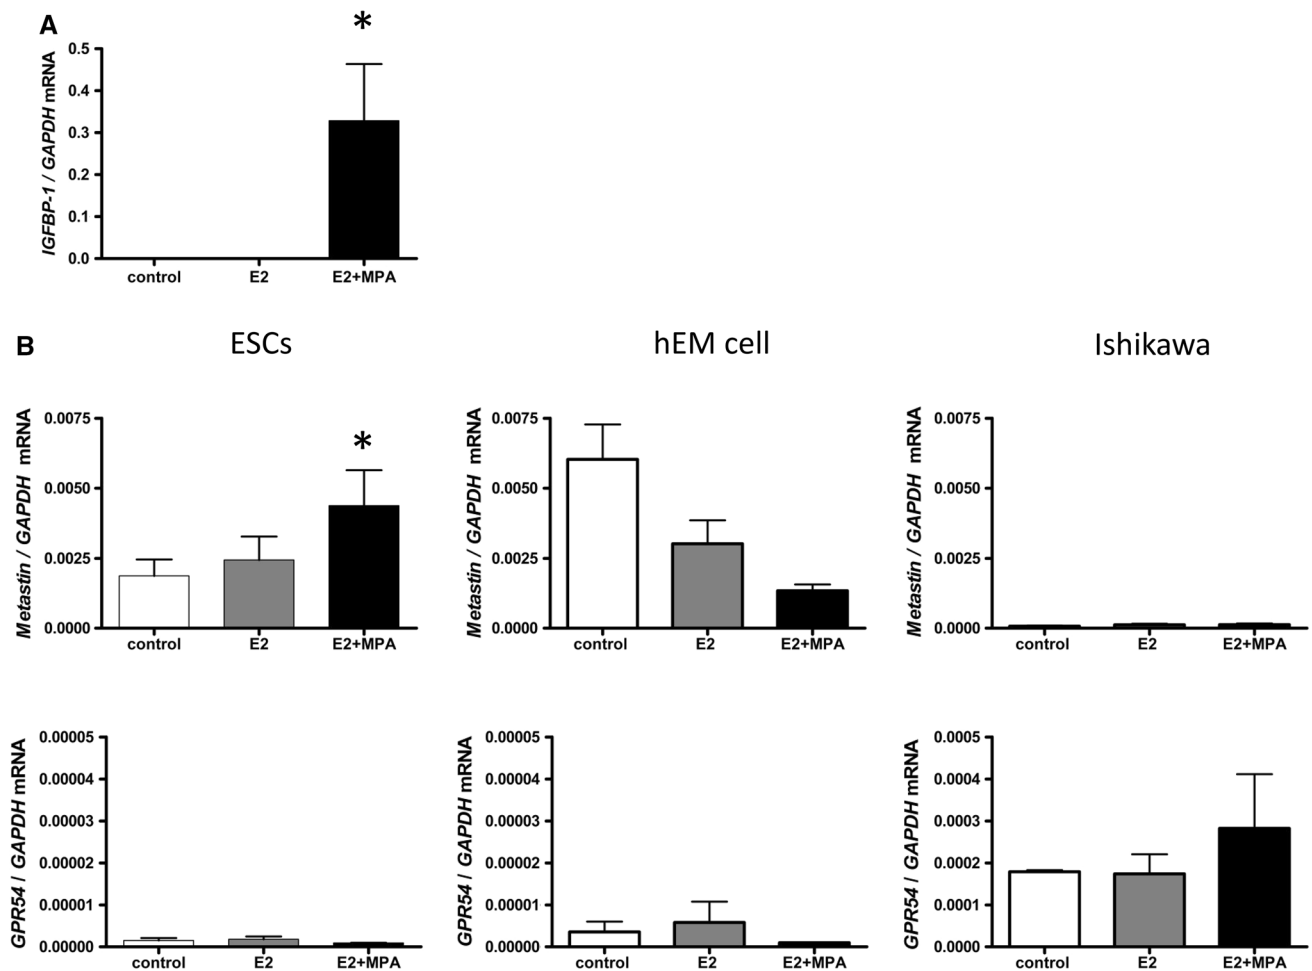 A
*
IGFBP-1 / GAPDH mRNA
0.5
0.4
0.3
0.2
0.1
0.0
control E2 E2+MPA
B
ESCs
hEM cell
Ishikawa
Metastin / GAPDH mRNA
0.0075
0.0050
0.0025
0.0000
*
control E2 E2+MPA
Metastin / GAPDH mRNA
0.0075
0.0050
0.0025
0.0000
control E2 E2+MPA
Metastin / GAPDH mRNA
0.0075
0.0050
0.0025
0.0000
control E2 E2+MPA
GPR54 / GAPDH mRNA
0.00005
0.00004
0.00003
0.00002
0.00001
0.00000
control E2 E2+MPA
GPR54 / GAPDH mRNA
0.00005
0.00004
0.00003
0.00002
0.00001
0.00000
control E2 E2+MPA
GPR54 / GAPDH mRNA
0.0005
0.0004
0.0003
0.0002
0.0001
0.0000
control E2 E2+MPA